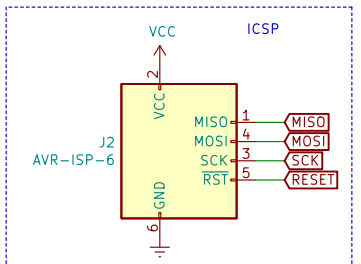 VCC
ICSP
2
VCC
J2
AVR-ISP-6
MISO 1 MISO
MOSI 4 MOSI
SCK 3 SCK
RST 5 RESET
GND
6